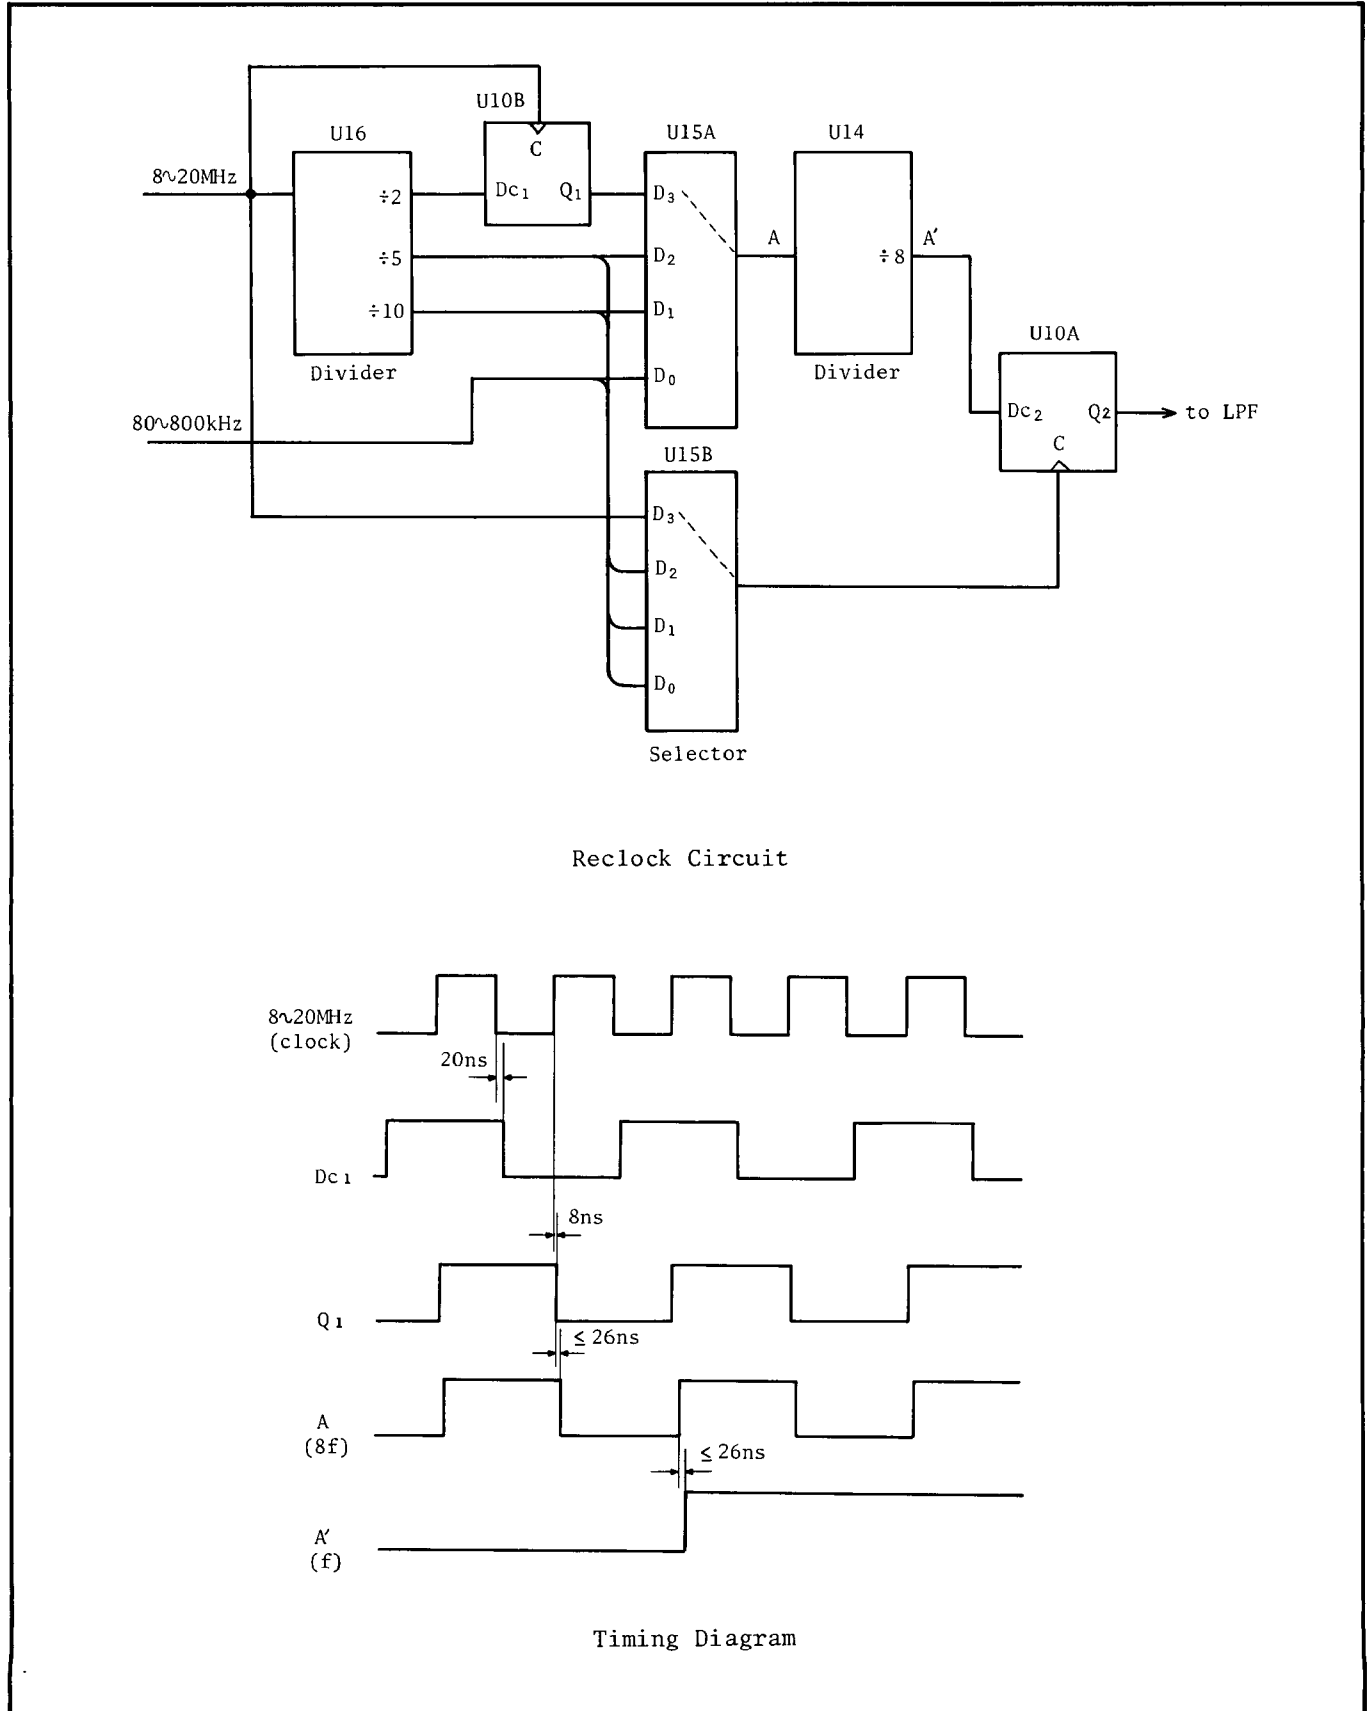 U10B
U16
U15A
U14
C
8∿20MHz
÷2
Dc₁
Q₁
D₃
A
A′
÷5
D₂
÷8
÷10
D₁
U10A
Divider
D₀
Divider
Dc₂
Q₂
to LPF
80∿800kHz
C
U15B
D₃
D₂
D₁
D₀
Selector
Reclock Circuit
8∿20MHz
(clock)
20ns
Dc₁
8ns
Q₁
≤ 26ns
A
(8f)
≤ 26ns
A′
(f)
Timing Diagram